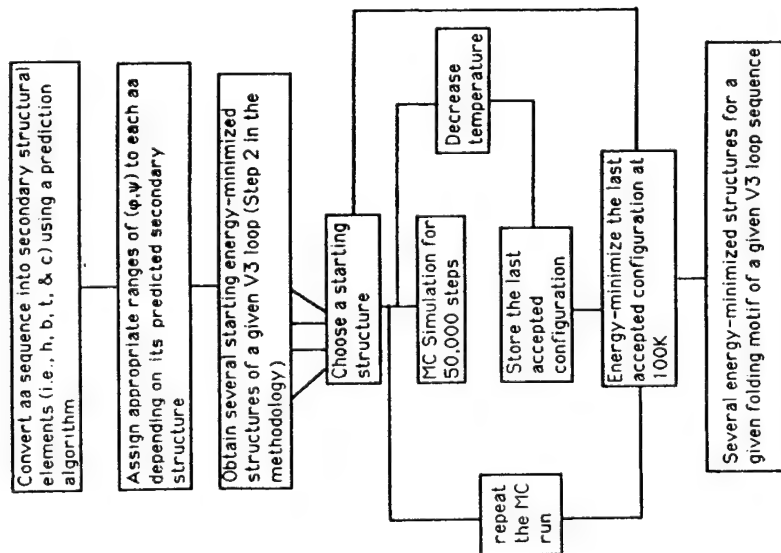 Convert aa sequence into secondary structural
elements (i.e., h, b, t, & c) using a prediction
algorithm
Assign appropriate ranges of (φ,ψ) to each aa
depending on its predicted secondary
structure
Obtain several starting energy-minimized
structures of a given V3 loop (Step 2 in the
methodology)
Choose a starting
structure
MC Simulation for
50,000 steps
Decrease
temperature
Store the last
accepted
configuration
repeat
the MC
run
Energy-minimize the last
accepted configuration at
100K
Several energy-minimized structures for a
given folding motif of a given V3 loop sequence